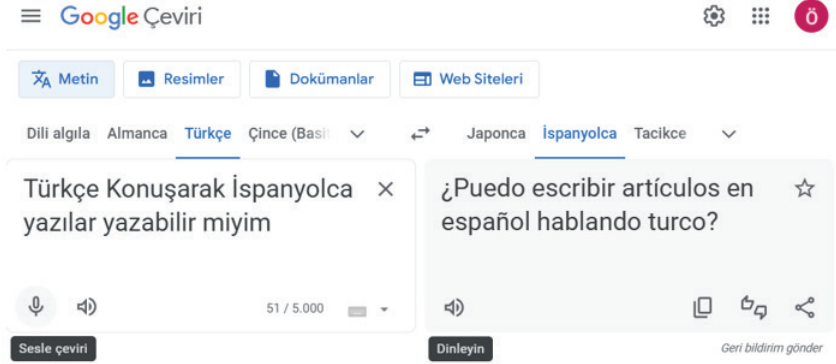 Google Çeviri
Ö
Metin Resimler Dokümanlar Web Siteleri
Dili algıla Almanca Türkçe Çince (Basi Japonca İspanyolca Tacikce
Türkçe Konuşarak İspanyolca
yazılar yazabilir miyim
¿Puedo escribir artículos en
español hablando turco?
51 / 5.000
Sesle çeviri Dinleyin Geri bildirim gönder